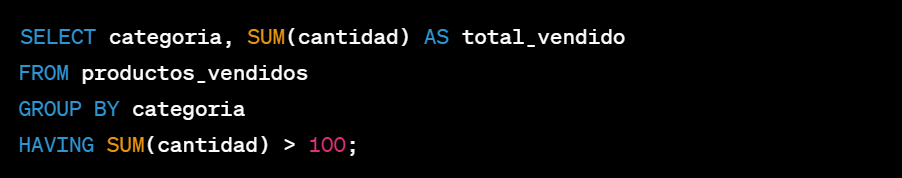 SELECT categoria, SUM(cantidad) AS total_vendido
FROM productos_vendidos
GROUP BY categoria
HAVING SUM(cantidad) > 100;